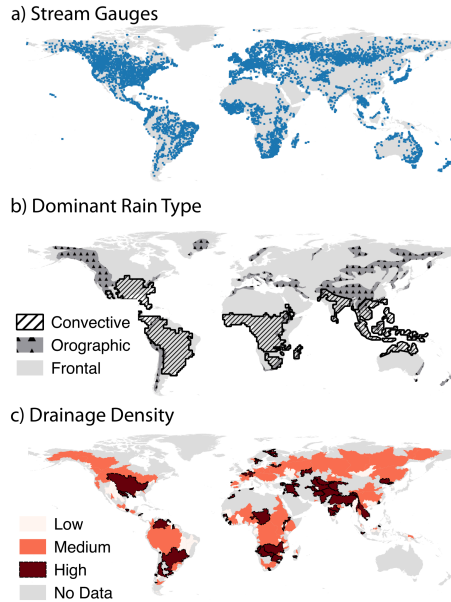 a) Stream Gauges
b) Dominant Rain Type
Convective
Orographic
Frontal
c) Drainage Density
Low
Medium
High
No Data